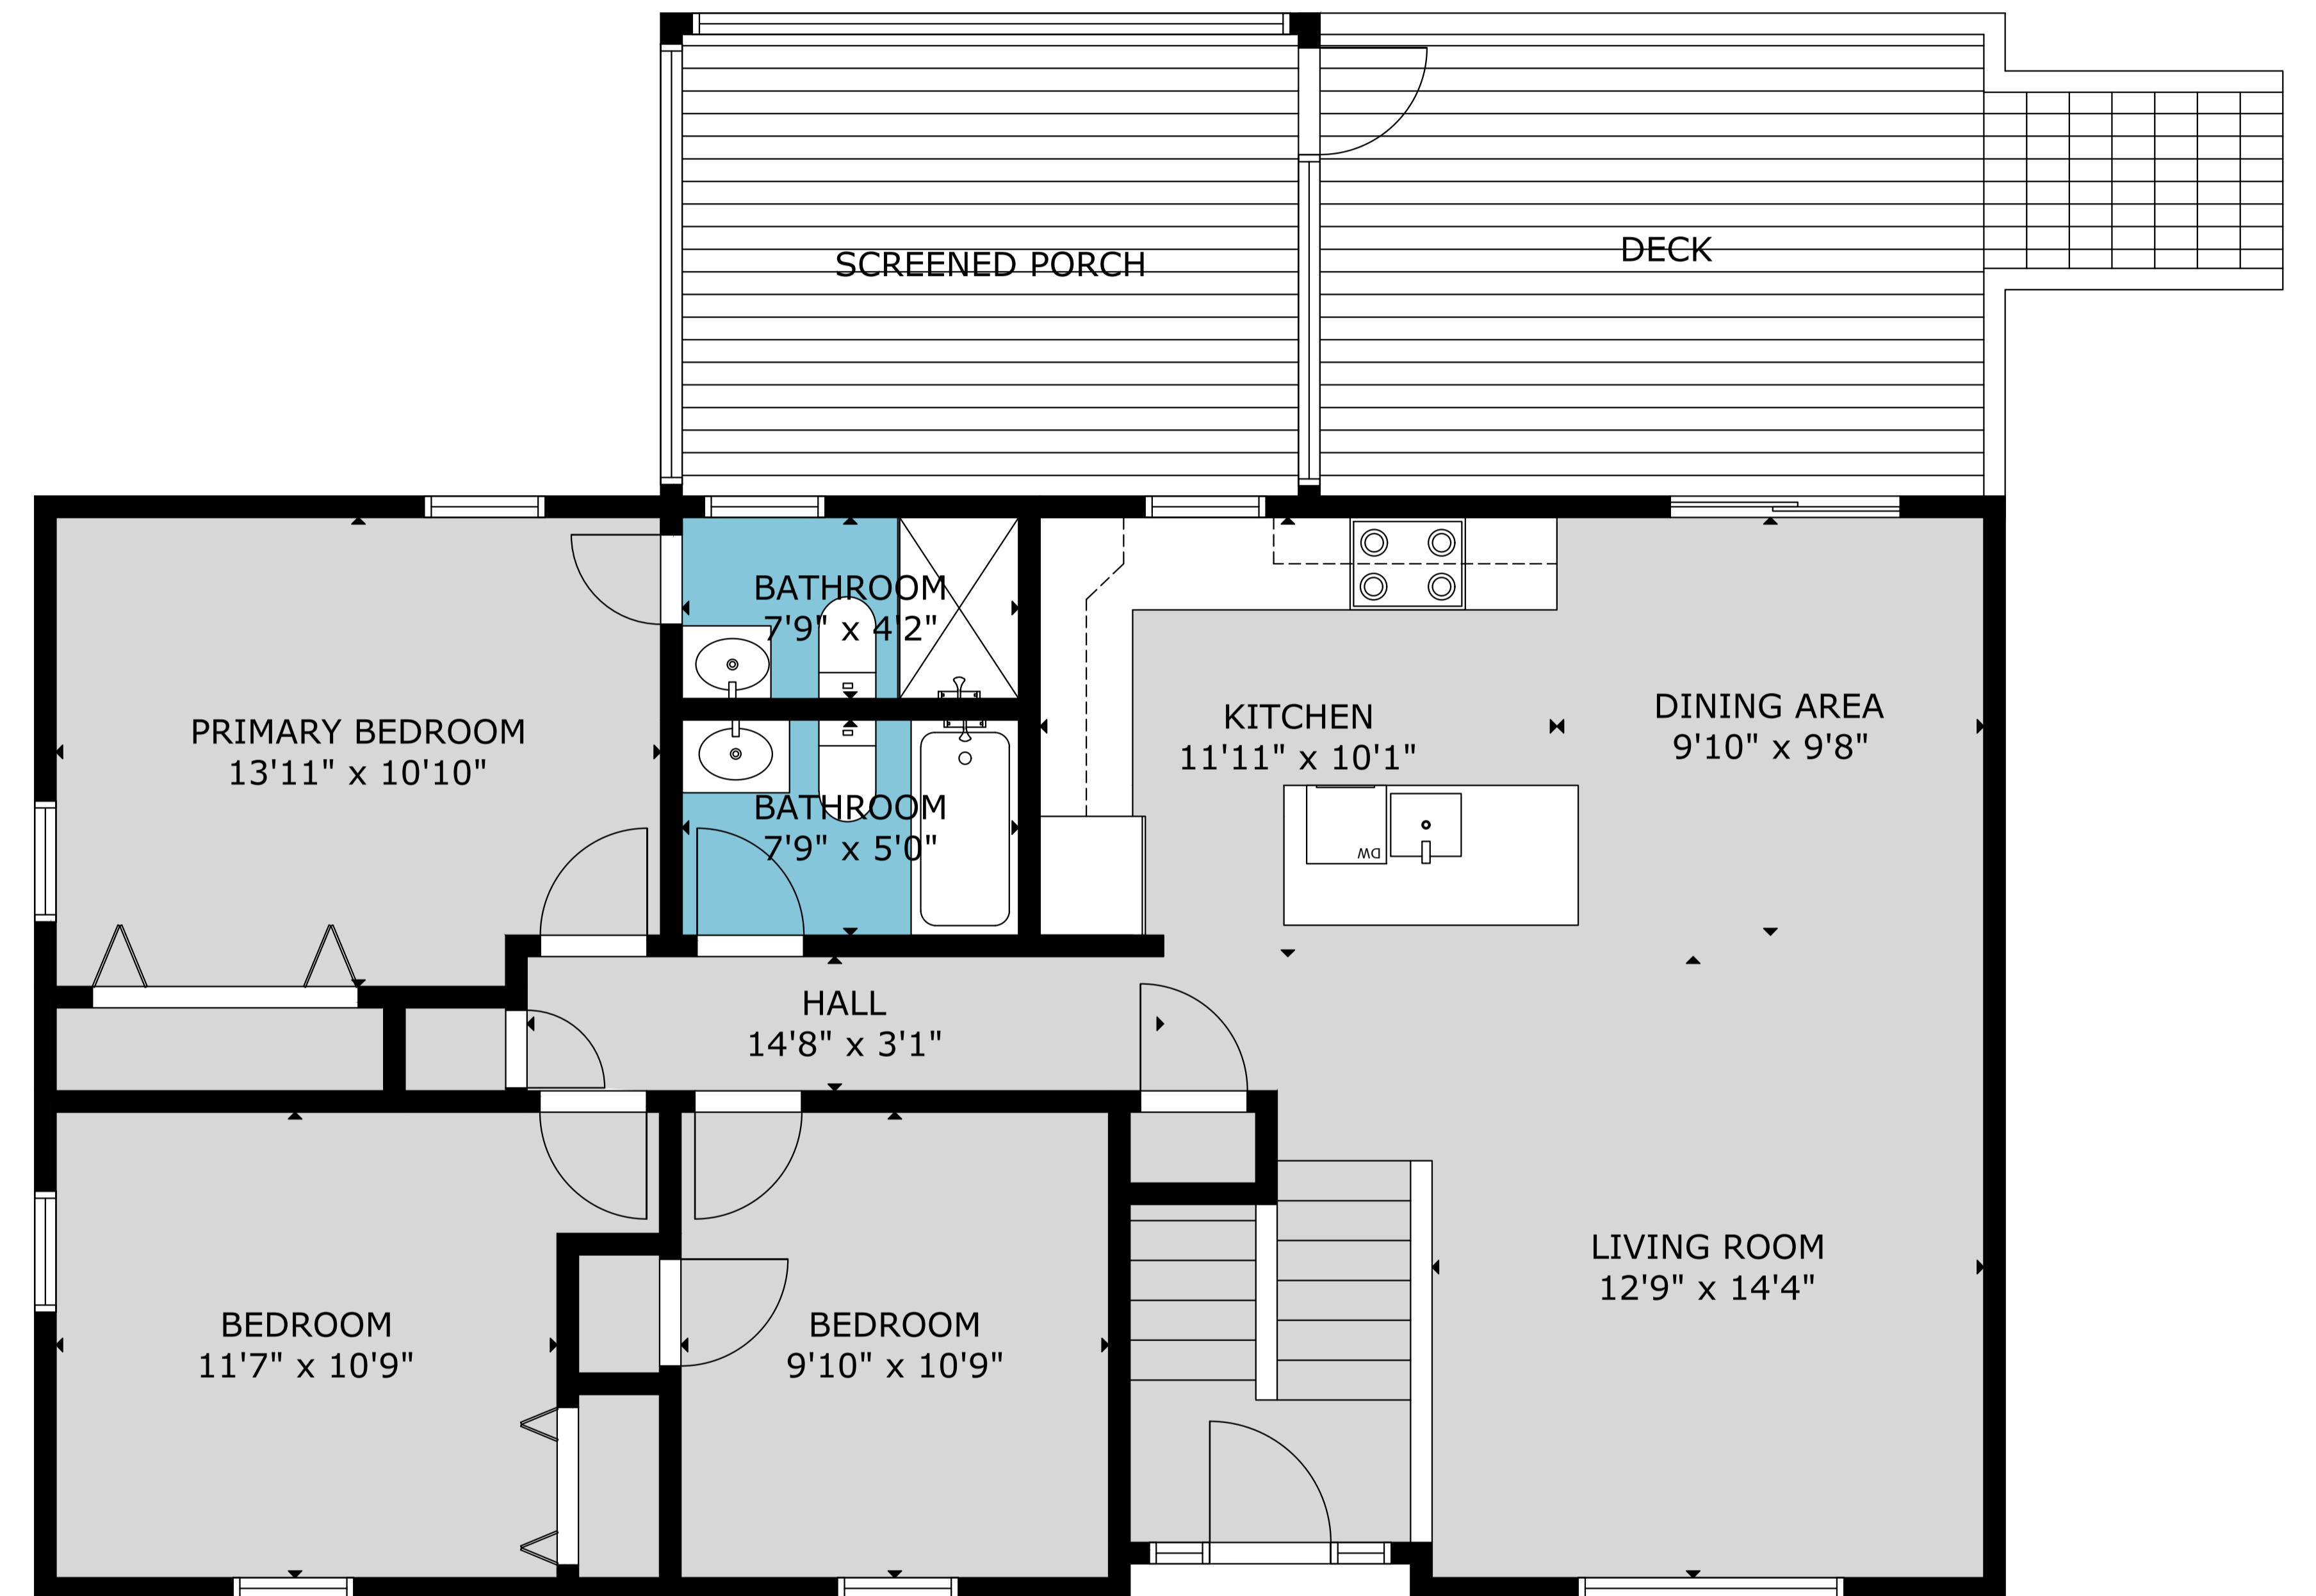 SCREENED PORCH
DECK
BATHROOM
7'9" x 4'2"
PRIMARY BEDROOM
13'11" x 10'10"
KITCHEN
11'11" x 10'1"
DINING AREA
9'10" x 9'8"
BATHROOM
7'9" x 5'0"
DW
HALL
14'8" x 3'1"
LIVING ROOM
12'9" x 14'4"
BEDROOM
11'7" x 10'9"
BEDROOM
9'10" x 10'9"